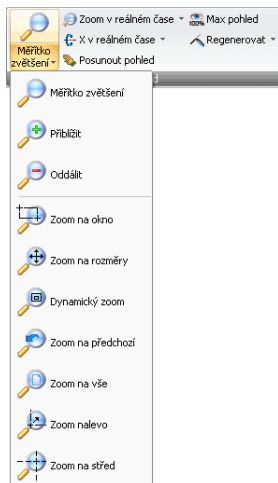 Měřítko
zvětšení
Zoom v reálném čase
X v reálném čase
Posunout pohled
Max pohled
Regenerovat
Měřítko zvětšení
Přiblížit
Oddálit
Zoom na okno
Zoom na rozměry
Dynamický zoom
Zoom na předchozí
Zoom na vše
Zoom nalevo
Zoom na střed